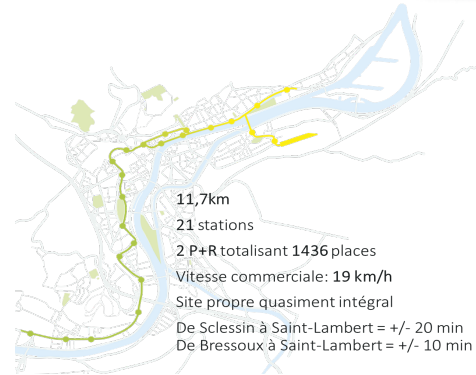 11,7km
21 stations
2 P+R totalisant 1436 places
Vitesse commerciale: 19 km/h
Site propre quasiment intégral
De Sclessin à Saint-Lambert = +/- 20 min
De Bressoux à Saint-Lambert = +/- 10 min